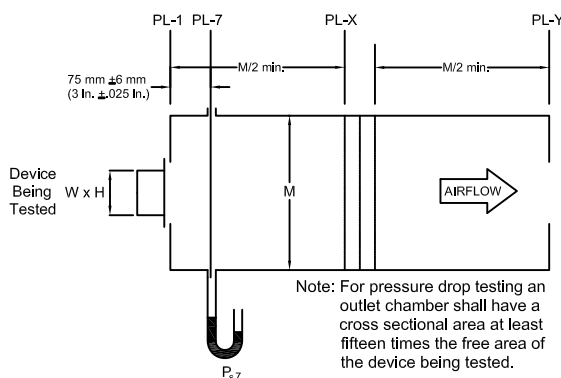 PL-1 PL-7 PL-X PL-Y
M/2 min. M/2 min.
75 mm ±6 mm
(3 In. ±.025 In.)
Device
Being
Tested
W x H
M
AIRFLOW
Note: For pressure drop testing an
outlet chamber shall have a
cross sectional area at least
fifteen times the free area of
the device being tested.
Ps7